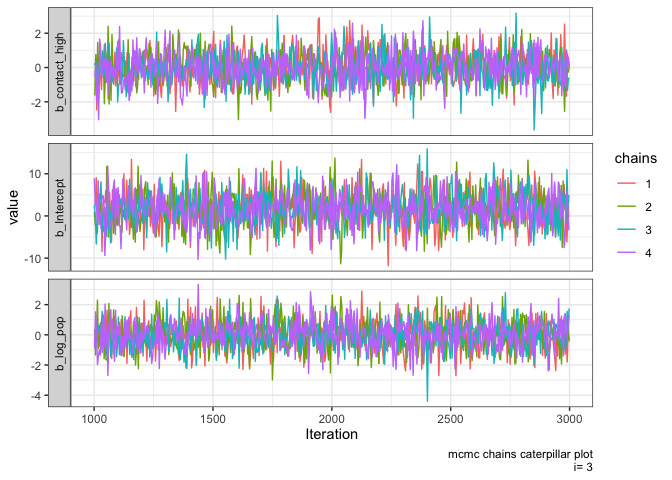 b_contact_high
2
0
-2
b_Intercept
10
0
-10
b_log_pop
2
0
-2
-4
value
1000
1500
2000
2500
3000
Iteration
chains
1
2
3
4
mcmc chains caterpillar plot
i= 3